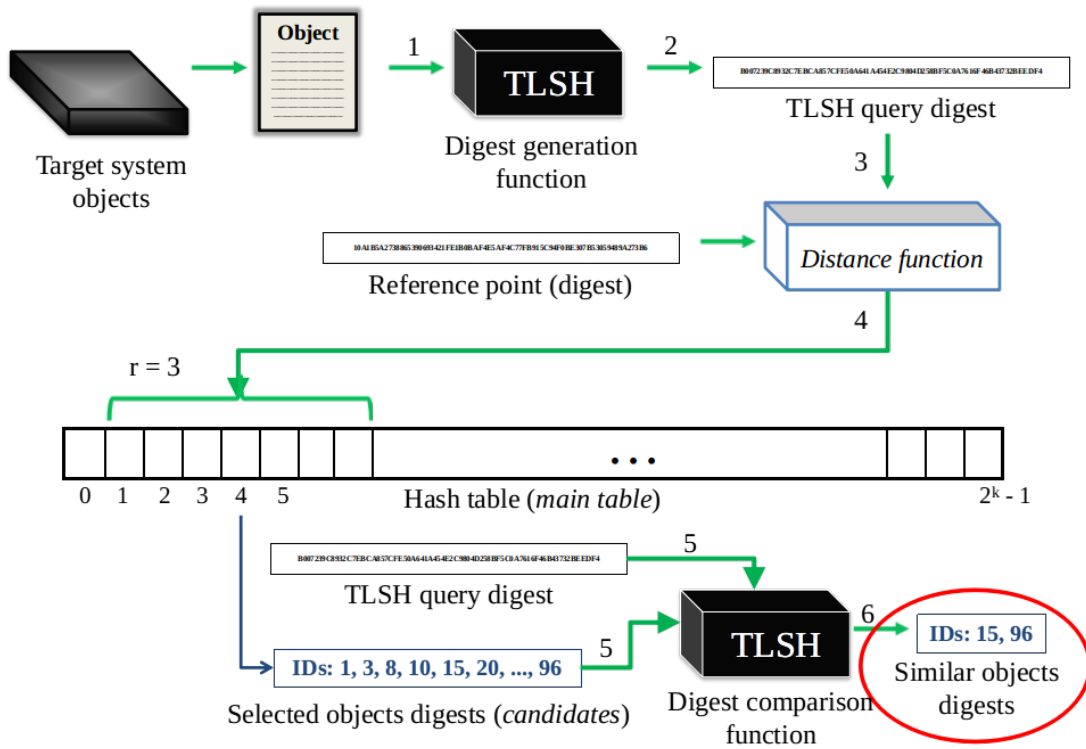 Object
1
TLSH
2
B007239C8932C7EBCA857CFE50A641A454E2C9804D258BF5C0A7616F46B43732BEEDF4
TLSH query digest
Target system
objects
Digest generation
function
3
10A1B5A2738865390693421FE1B0BAF4E5AF4C77FB915C94F0BE307B53059489A273B6
Reference point (digest)
Distance function
4
r = 3
• • •
0 1 2 3 4 5
Hash table (main table)
2ᵏ - 1
B007239C8932C7EBCA857CFE50A641A454E2C9804D258BF5C0A7616F46B43732BEEDF4
5
TLSH query digest
TLSH
6
IDs: 15, 96
IDs: 1, 3, 8, 10, 15, 20, ..., 96
5
Similar objects
digests
Selected objects digests (candidates)
Digest comparison
function